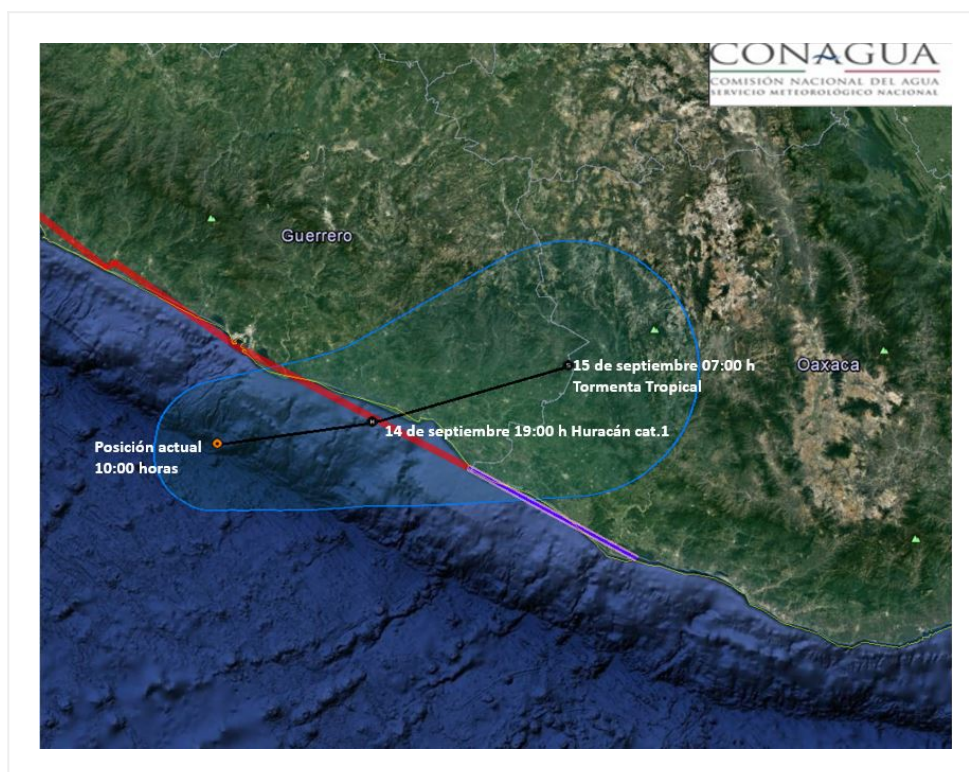 CONAGUA
COMISIÓN NACIONAL DEL AGUA
SERVICIO METEOROLÓGICO NACIONAL
Guerrero
Oaxaca
15 de septiembre 07:00 h
Tormenta Tropical
14 de septiembre 19:00 h Huracán cat.1
Posición actual
10:00 horas